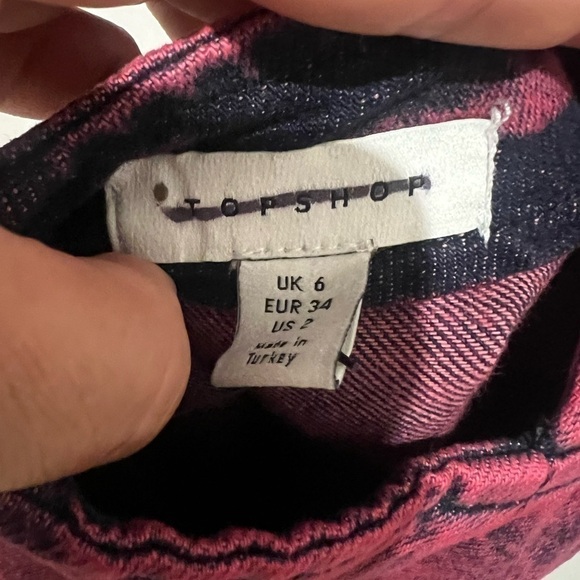 TOPSHOP
UK 6
EUR 34
US 2
Made in
Turkey